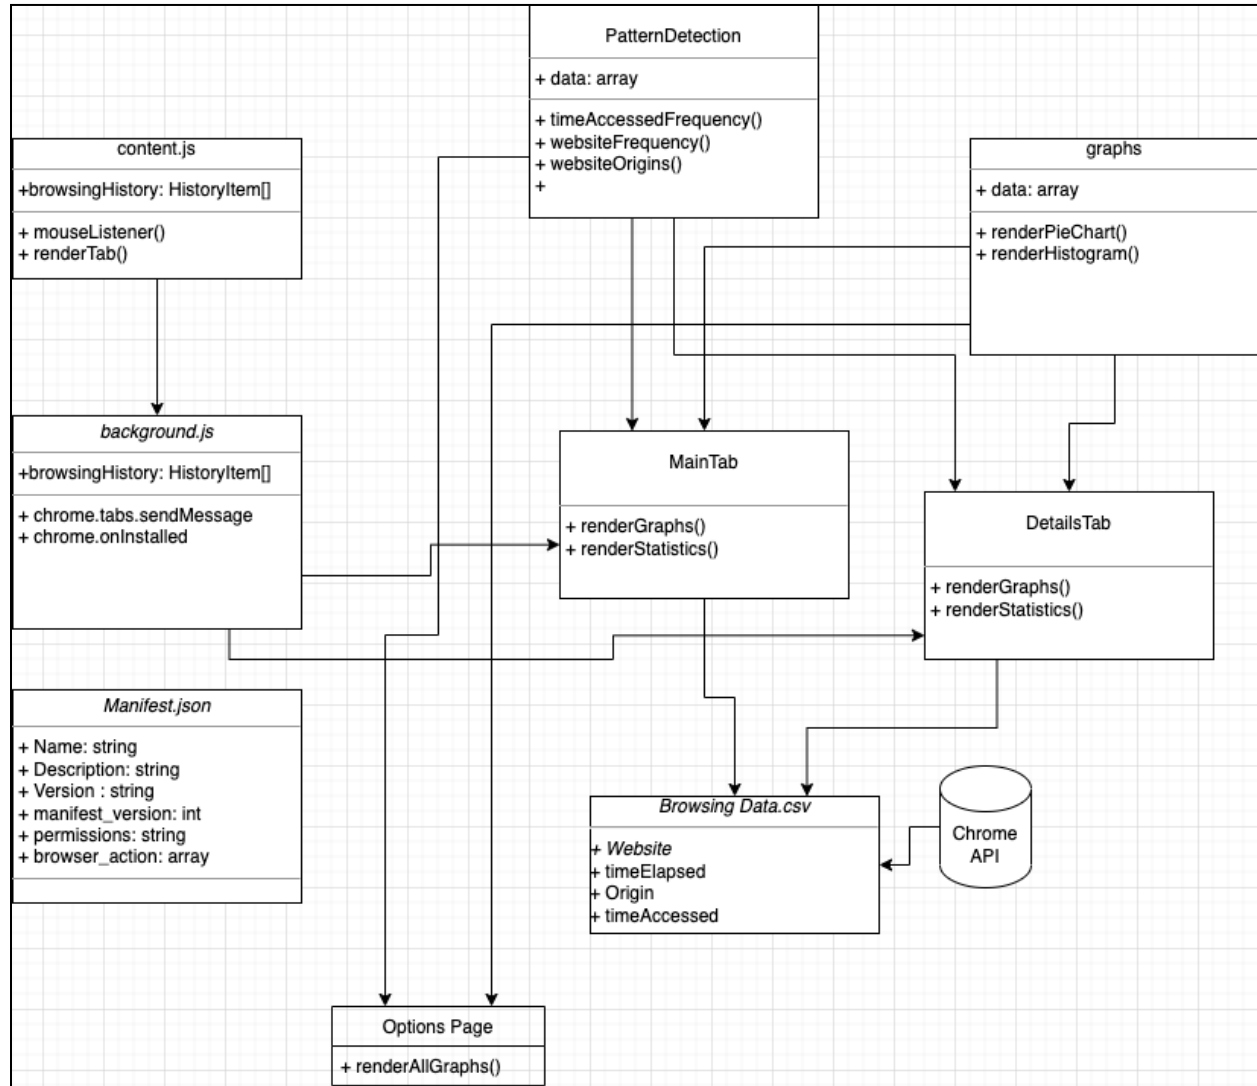 PatternDetection
+ data: array
+ timeAccessedFrequency()
+ websiteFrequency()
+ websiteOrigins()
+
content.js
+browsingHistory: HistoryItem[]
+ mouseListener()
+ renderTab()
graphs
+ data: array
+ renderPieChart()
+ renderHistogram()
background.js
+browsingHistory: HistoryItem[]
+ chrome.tabs.sendMessage
+ chrome.onInstalled
MainTab
+ renderGraphs()
+ renderStatistics()
DetailsTab
+ renderGraphs()
+ renderStatistics()
Manifest.json
+ Name: string
+ Description: string
+ Version : string
+ manifest_version: int
+ permissions: string
+ browser_action: array
Browsing Data.csv
+ Website
+ timeElapsed
+ Origin
+ timeAccessed
Chrome
API
Options Page
+ renderAllGraphs()